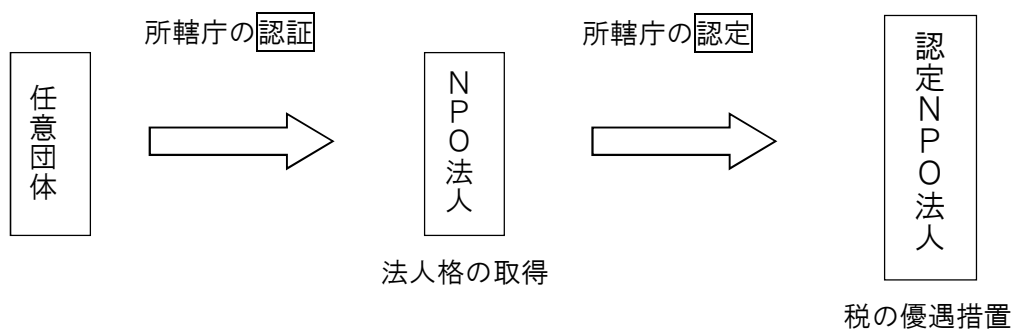 所轄庁の認証
所轄庁の認定
任意団体
NPO法人
認定NPO法人
法人格の取得
税の優遇措置